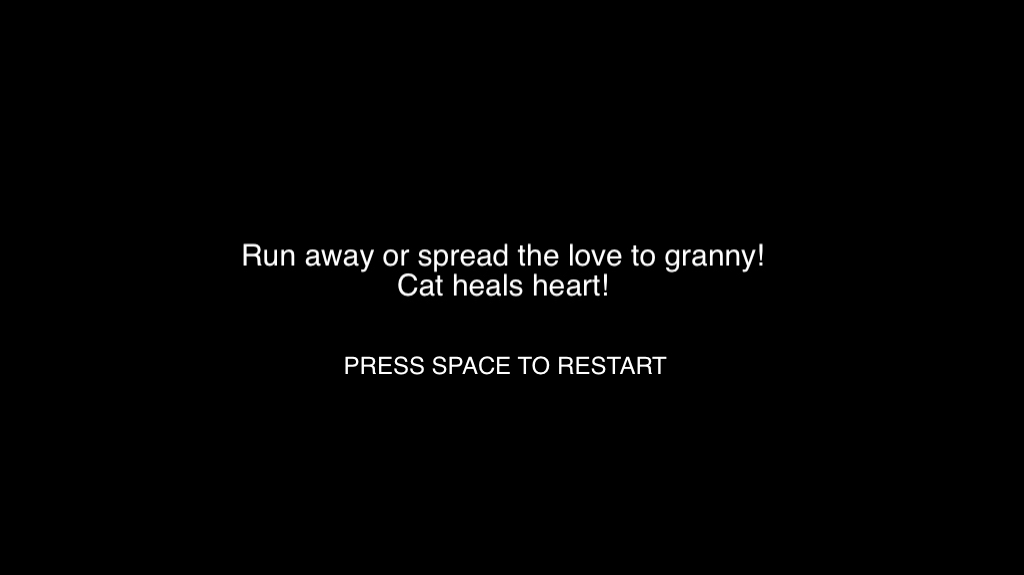 Run away or spread the love to granny!
Cat heals heart!
PRESS SPACE TO RESTART